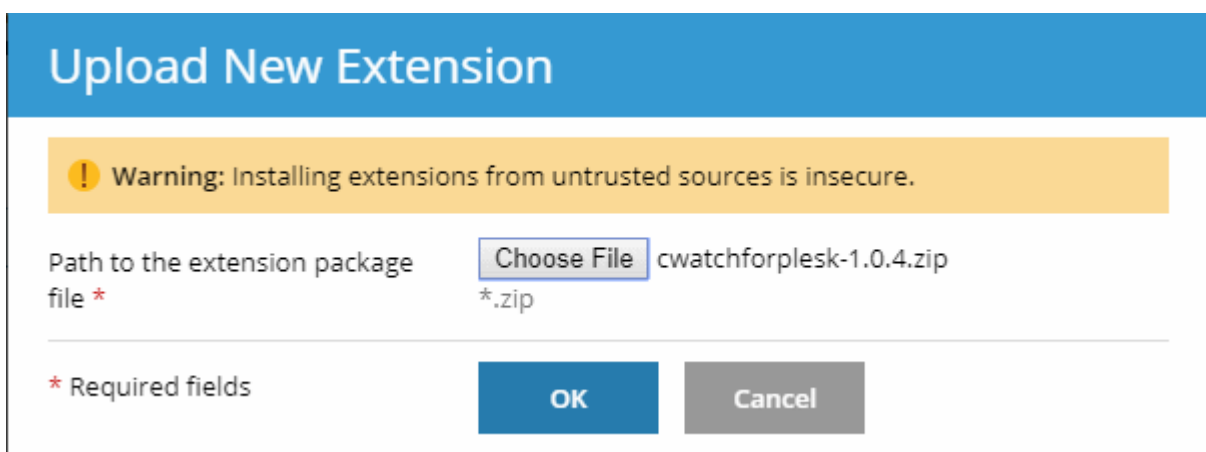 Upload New Extension
! Warning: Installing extensions from untrusted sources is insecure.
Path to the extension package
file *
Choose File cwatchforplesk-1.0.4.zip
*.zip
* Required fields
OK
Cancel